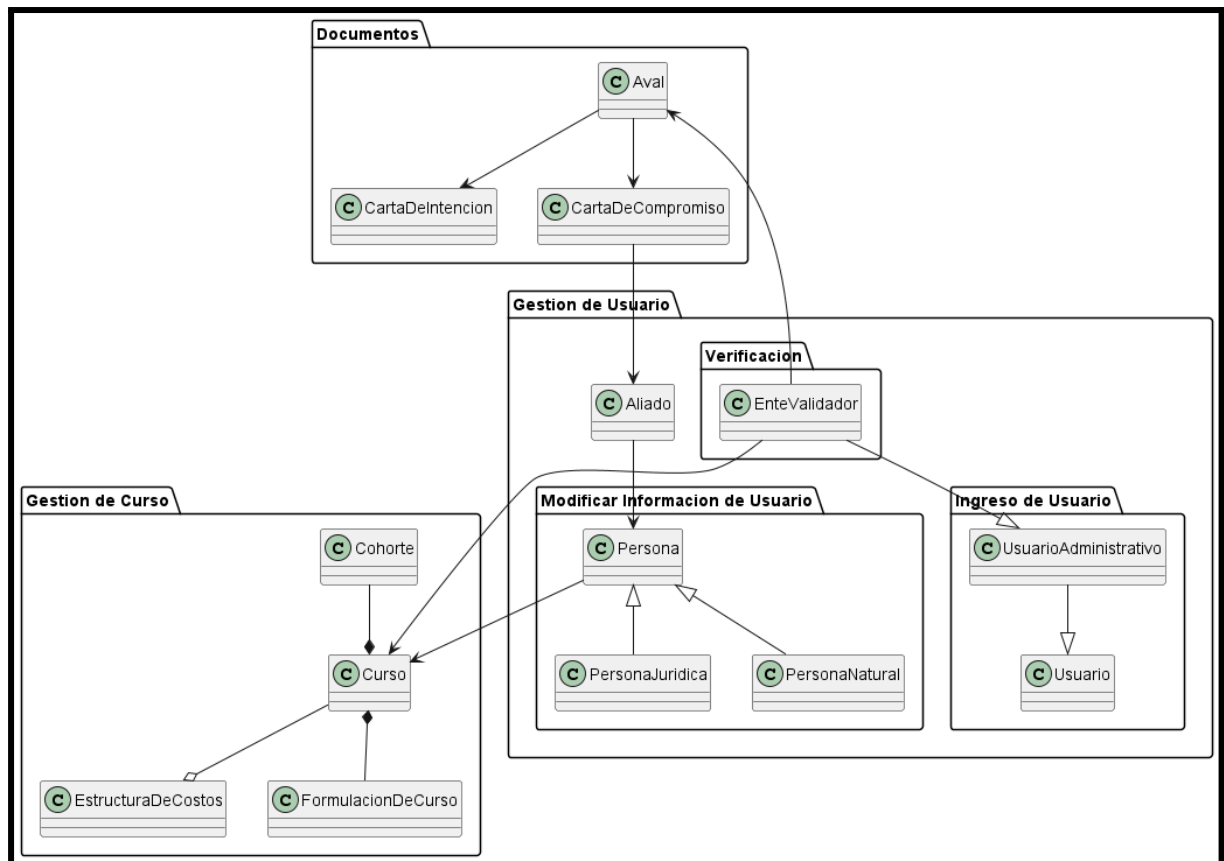 Documentos
C Aval
C CartaDeIntencion
C CartaDeCompromiso
Gestion de Usuario
Verificacion
C Aliado
C EnteValidador
Gestion de Curso
Modificar Informacion de Usuario
Ingreso de Usuario
C Cohorte
C Persona
C UsuarioAdministrativo
C Curso
C PersonaJuridica
C PersonaNatural
C Usuario
C EstructuraDeCostos
C FormulacionDeCurso